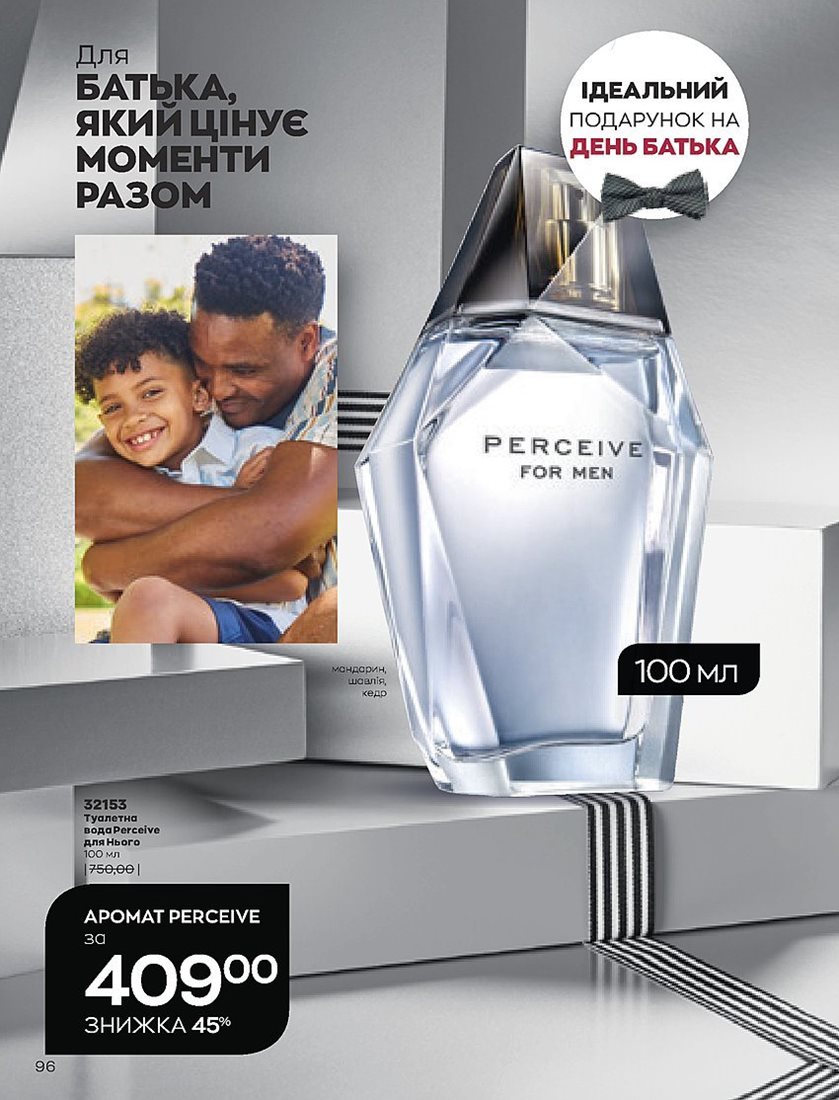 Для
БАТЬКА,
ЯКИЙ ЦІНУЄ
МОМЕНТИ
РАЗОМ
ІДЕАЛЬНИЙ
ПОДАРУНОК НА
ДЕНЬ БАТЬКА
PERCEIVE
FOR MEN
100 мл
мандарин,
шавлія,
кедр
32153
Туалетна
вода Perceive
для Нього
100 мл
|750,00|
АРОМАТ PERCEIVE
за
409⁰⁰
ЗНИЖКА 45%
96